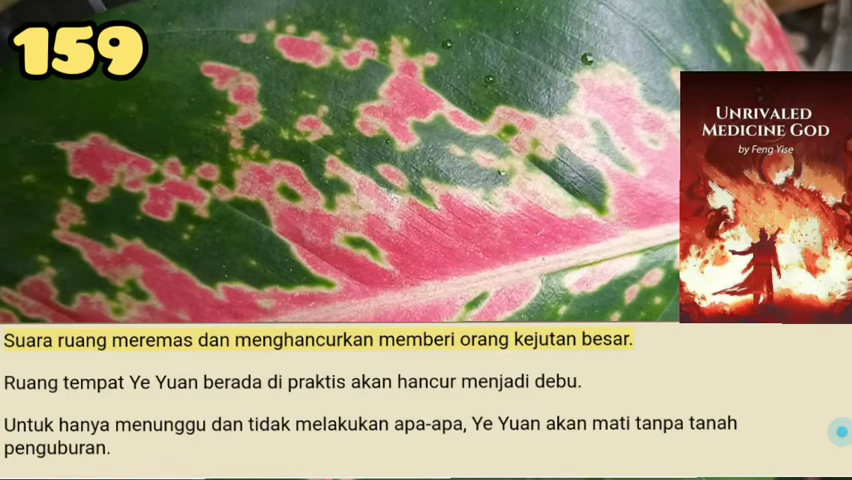 159
UNRIVALED
MEDICINE GOD
by Feng Yise
Suara ruang meremas dan menghancurkan memberi orang kejutan besar.
Ruang tempat Ye Yuan berada di praktis akan hancur menjadi debu.
Untuk hanya menunggu dan tidak melakukan apa-apa, Ye Yuan akan mati tanpa tanah
penguburan.